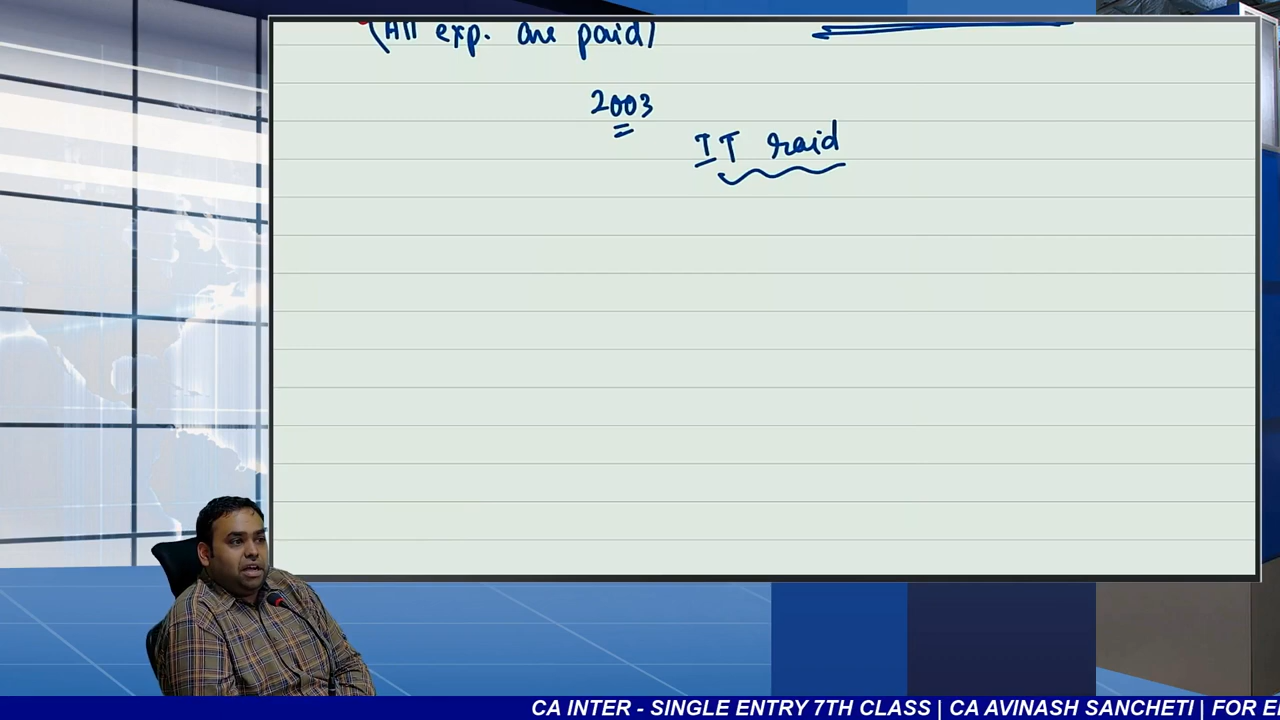 (All exp. are paid)
2003
IT raid
CA INTER - SINGLE ENTRY 7TH CLASS | CA AVINASH SANCHETI | FOR E